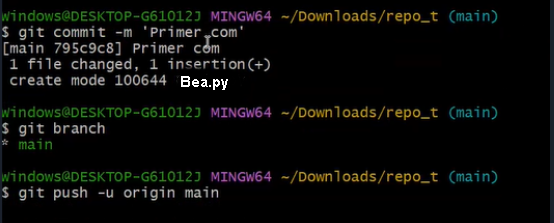 Windows@DESKTOP-G61012J MINGW64 ~/Downloads/repo_t (main)
$ git commit -m 'Primer com'
[main 795c9c8] Primer com
1 file changed, 1 insertion(+)
create mode 100644 Bea.py
Windows@DESKTOP-G61012J MINGW64 ~/Downloads/repo_t (main)
$ git branch
* main
Windows@DESKTOP-G61012J MINGW64 ~/Downloads/repo_t (main)
$ git push -u origin main